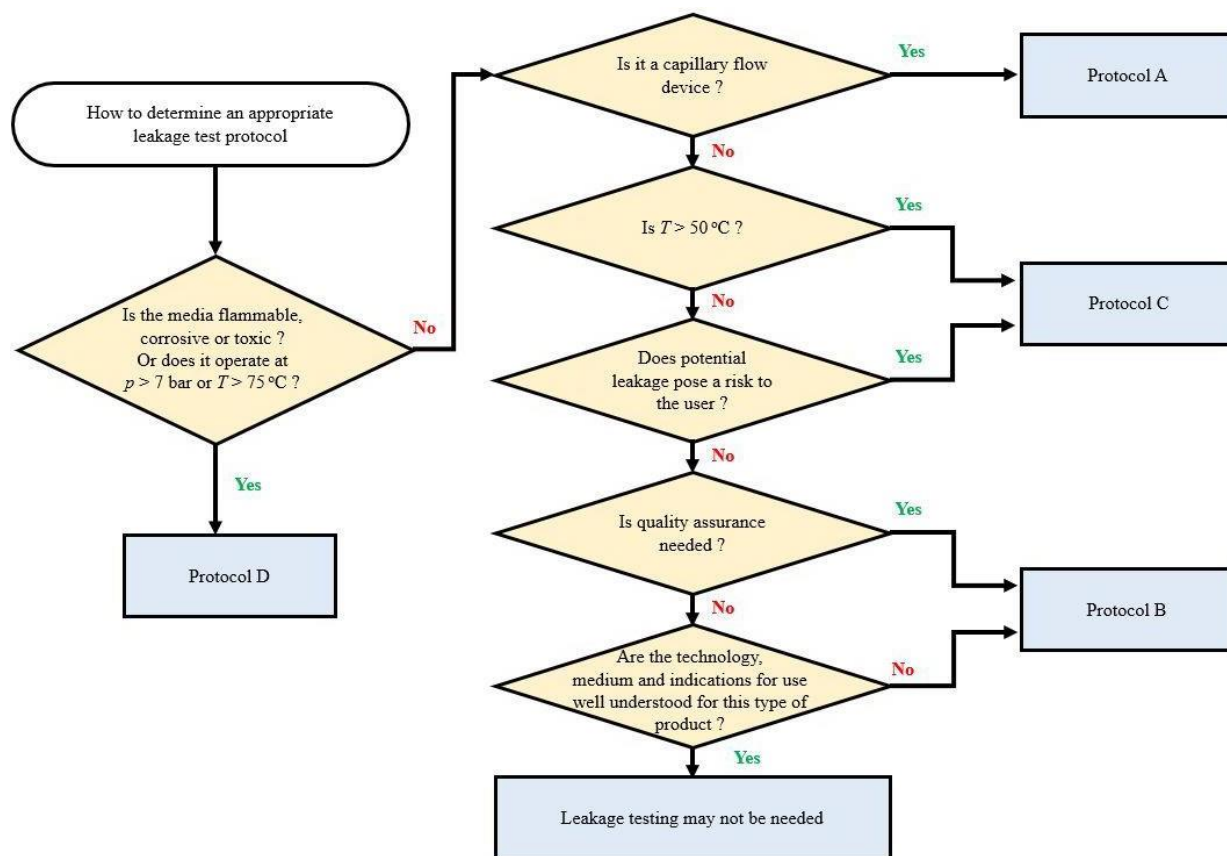 How to determine an appropriate
leakage test protocol
Is the media flammable,
corrosive or toxic ?
Or does it operate at
p > 7 bar or T > 75 °C ?
No
Yes
Protocol D
Is it a capillary flow
device ?
Yes
Protocol A
No
Is T > 50 °C ?
Yes
Protocol C
No
Does potential
leakage pose a risk to
the user ?
Yes
No
Is quality assurance
needed ?
Yes
Protocol B
No
Are the technology,
medium and indications for use
well understood for this type of
product ?
No
Yes
Leakage testing may not be needed